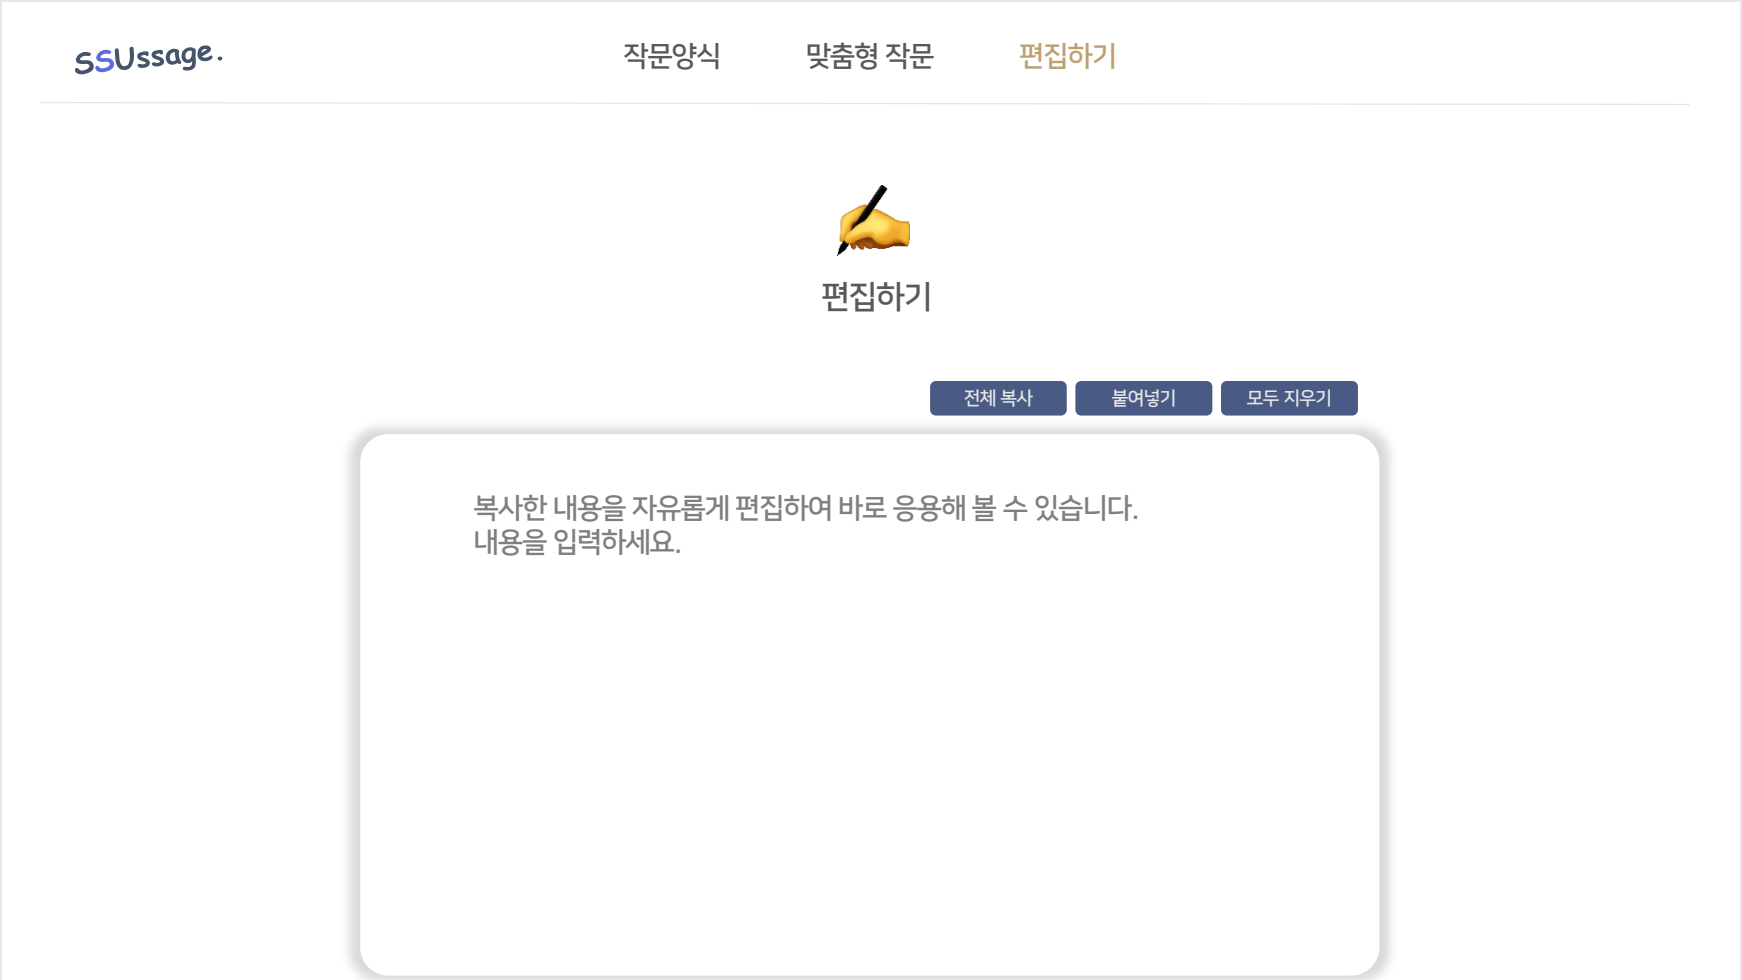 SSUssage.
작문양식 맞춤형 작문 편집하기
편집하기
전체 복사 붙여넣기 모두 지우기
복사한 내용을 자유롭게 편집하여 바로 응용해 볼 수 있습니다.
내용을 입력하세요.